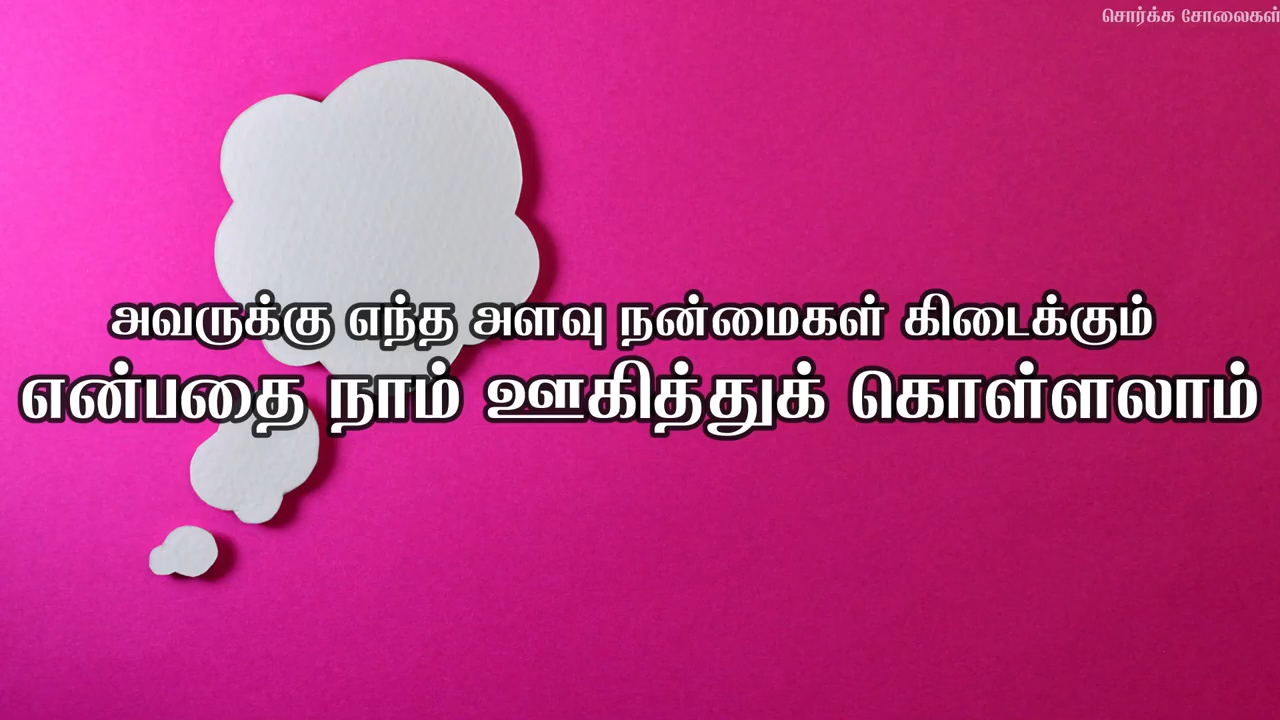 சொர்க்க சோலைகள்
அவருக்கு எந்த அளவு நன்மைகள் கிடைக்கும்
என்பதை நாம் ஊகித்துக் கொள்ளலாம்